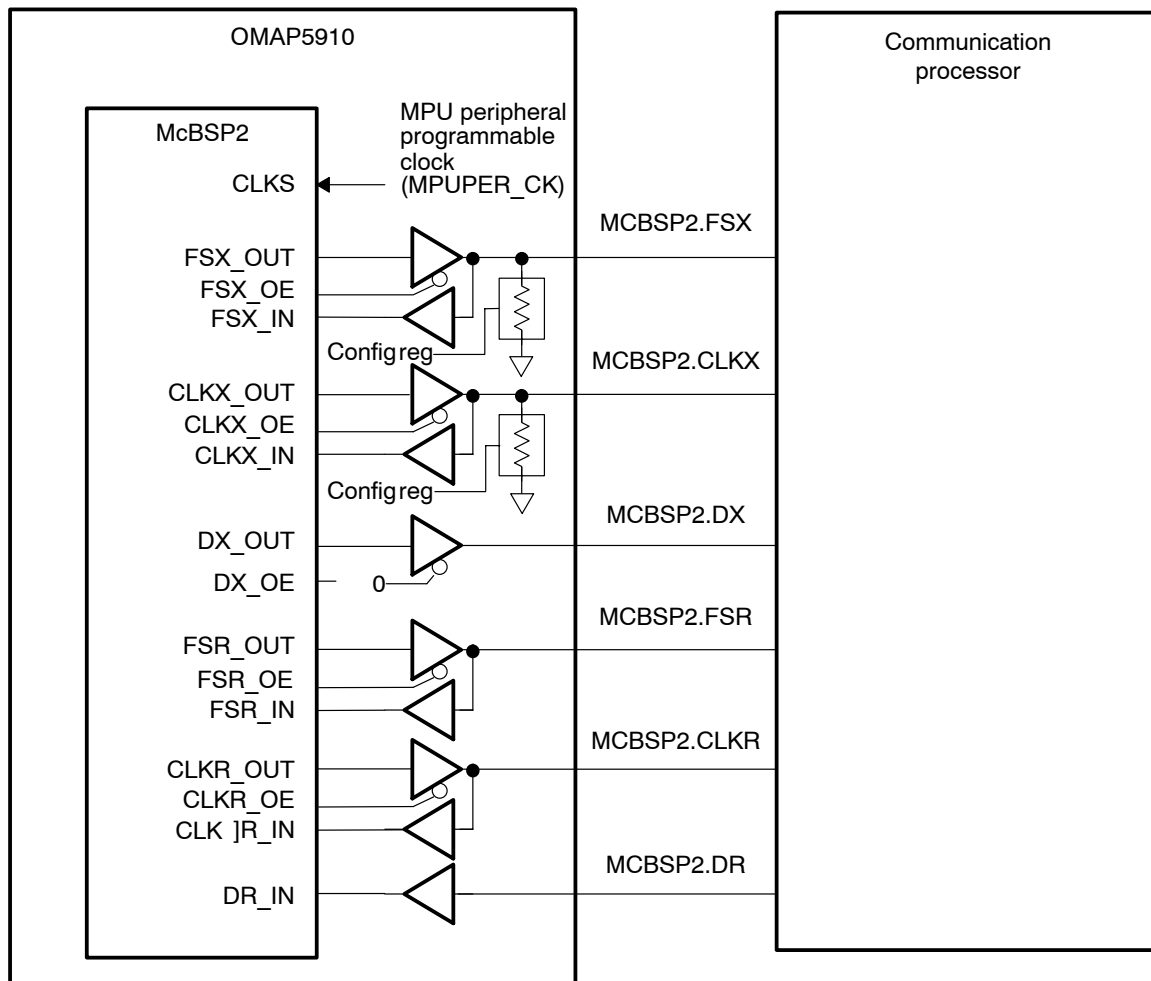 OMAP5910
Communication
processor
McBSP2
MPU peripheral
programmable
clock
(MPUPER_CK)
CLKS
MCBSP2.FSX
FSX_OUT
FSX_OE
FSX_IN
Config reg
MCBSP2.CLKX
CLKX_OUT
CLKX_OE
CLKX_IN
Config reg
MCBSP2.DX
DX_OUT
DX_OE
0
MCBSP2.FSR
FSR_OUT
FSR_OE
FSR_IN
MCBSP2.CLKR
CLKR_OUT
CLKR_OE
CLK ]R_IN
MCBSP2.DR
DR_IN